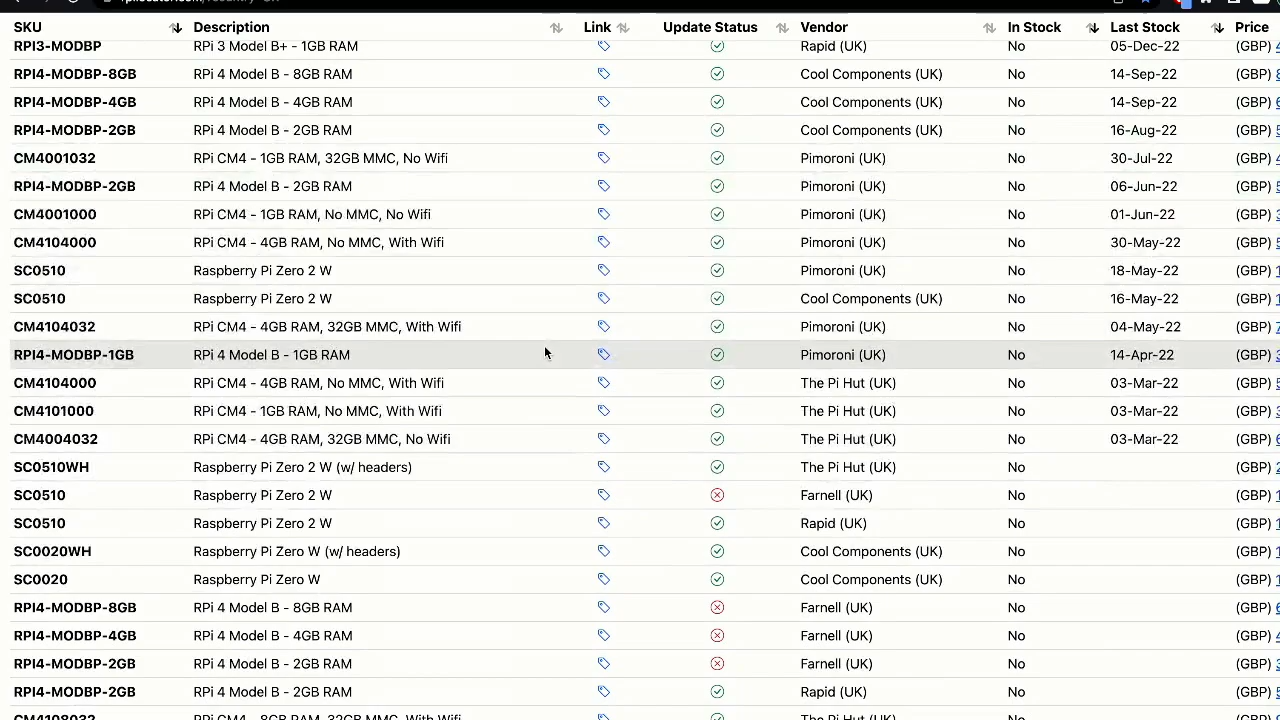 SKU Description Link Update Status Vendor In Stock Last Stock Price
RPI3-MODBP RPi 3 Model B+ - 1GB RAM Rapid (UK) No 05-Dec-22 (GBP)
RPI4-MODBP-8GB RPi 4 Model B - 8GB RAM Cool Components (UK) No 14-Sep-22 (GBP)
RPI4-MODBP-4GB RPi 4 Model B - 4GB RAM Cool Components (UK) No 14-Sep-22 (GBP)
RPI4-MODBP-2GB RPi 4 Model B - 2GB RAM Cool Components (UK) No 16-Aug-22 (GBP)
CM4001032 RPi CM4 - 1GB RAM, 32GB MMC, No Wifi Pimoroni (UK) No 30-Jul-22 (GBP)
RPI4-MODBP-2GB RPi 4 Model B - 2GB RAM Pimoroni (UK) No 06-Jun-22 (GBP)
CM4001000 RPi CM4 - 1GB RAM, No MMC, No Wifi Pimoroni (UK) No 01-Jun-22 (GBP)
CM4104000 RPi CM4 - 4GB RAM, No MMC, With Wifi Pimoroni (UK) No 30-May-22 (GBP)
SC0510 Raspberry Pi Zero 2 W Pimoroni (UK) No 18-May-22 (GBP)
SC0510 Raspberry Pi Zero 2 W Cool Components (UK) No 16-May-22 (GBP)
CM4104032 RPi CM4 - 4GB RAM, 32GB MMC, With Wifi Pimoroni (UK) No 04-May-22 (GBP)
RPI4-MODBP-1GB RPi 4 Model B - 1GB RAM Pimoroni (UK) No 14-Apr-22 (GBP)
CM4104000 RPi CM4 - 4GB RAM, No MMC, With Wifi The Pi Hut (UK) No 03-Mar-22 (GBP)
CM4101000 RPi CM4 - 1GB RAM, No MMC, With Wifi The Pi Hut (UK) No 03-Mar-22 (GBP)
CM4004032 RPi CM4 - 4GB RAM, 32GB MMC, No Wifi The Pi Hut (UK) No 03-Mar-22 (GBP)
SC0510WH Raspberry Pi Zero 2 W (w/ headers) The Pi Hut (UK) No (GBP)
SC0510 Raspberry Pi Zero 2 W Farnell (UK) No (GBP)
SC0510 Raspberry Pi Zero 2 W Rapid (UK) No (GBP)
SC0020WH Raspberry Pi Zero W (w/ headers) Cool Components (UK) No (GBP)
SC0020 Raspberry Pi Zero W Cool Components (UK) No (GBP)
RPI4-MODBP-8GB RPi 4 Model B - 8GB RAM Farnell (UK) No (GBP)
RPI4-MODBP-4GB RPi 4 Model B - 4GB RAM Farnell (UK) No (GBP)
RPI4-MODBP-2GB RPi 4 Model B - 2GB RAM Farnell (UK) No (GBP)
RPI4-MODBP-2GB RPi 4 Model B - 2GB RAM Rapid (UK) No (GBP)
CM4108032 RPi CM4 - 8GB RAM, 32GB MMC, With Wifi The Pi Hut (UK) No (GBP)